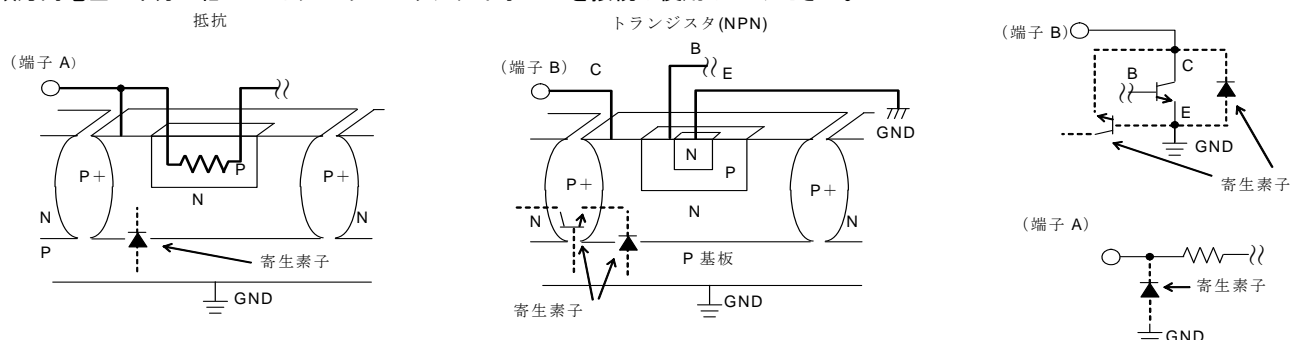 抵抗
(端子 A)
P+
P
P+
N
N
N
P
寄生素子
GND
トランジスタ(NPN)
(端子 B)
C
B
E
GND
N
P
P+
P+
N
N
N
P 基板
寄生素子
GND
(端子 B)
C
B
E
GND
寄生素子
(端子 A)
寄生素子
GND